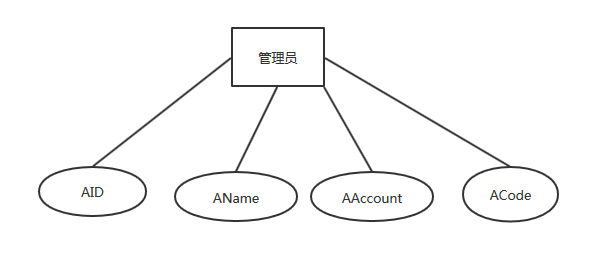 管理员
AID
AName
AAccount
ACode